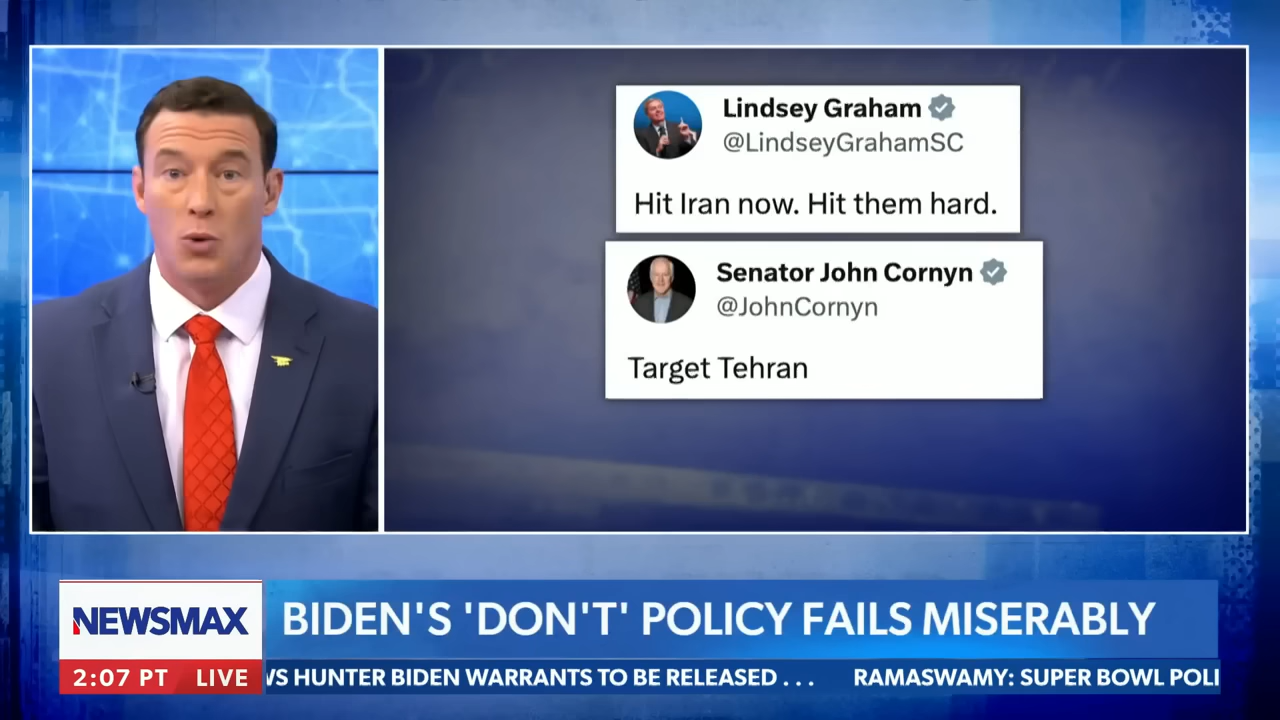 Lindsey Graham
@LindseyGrahamSC
Hit Iran now. Hit them hard.
Senator John Cornyn
@JohnCornyn
Target Tehran
NEWSMAX
BIDEN'S 'DON'T' POLICY FAILS MISERABLY
2:07 PT LIVE
HUNTER BIDEN WARRANTS TO BE RELEASED . . . RAMASWAMY: SUPER BOWL